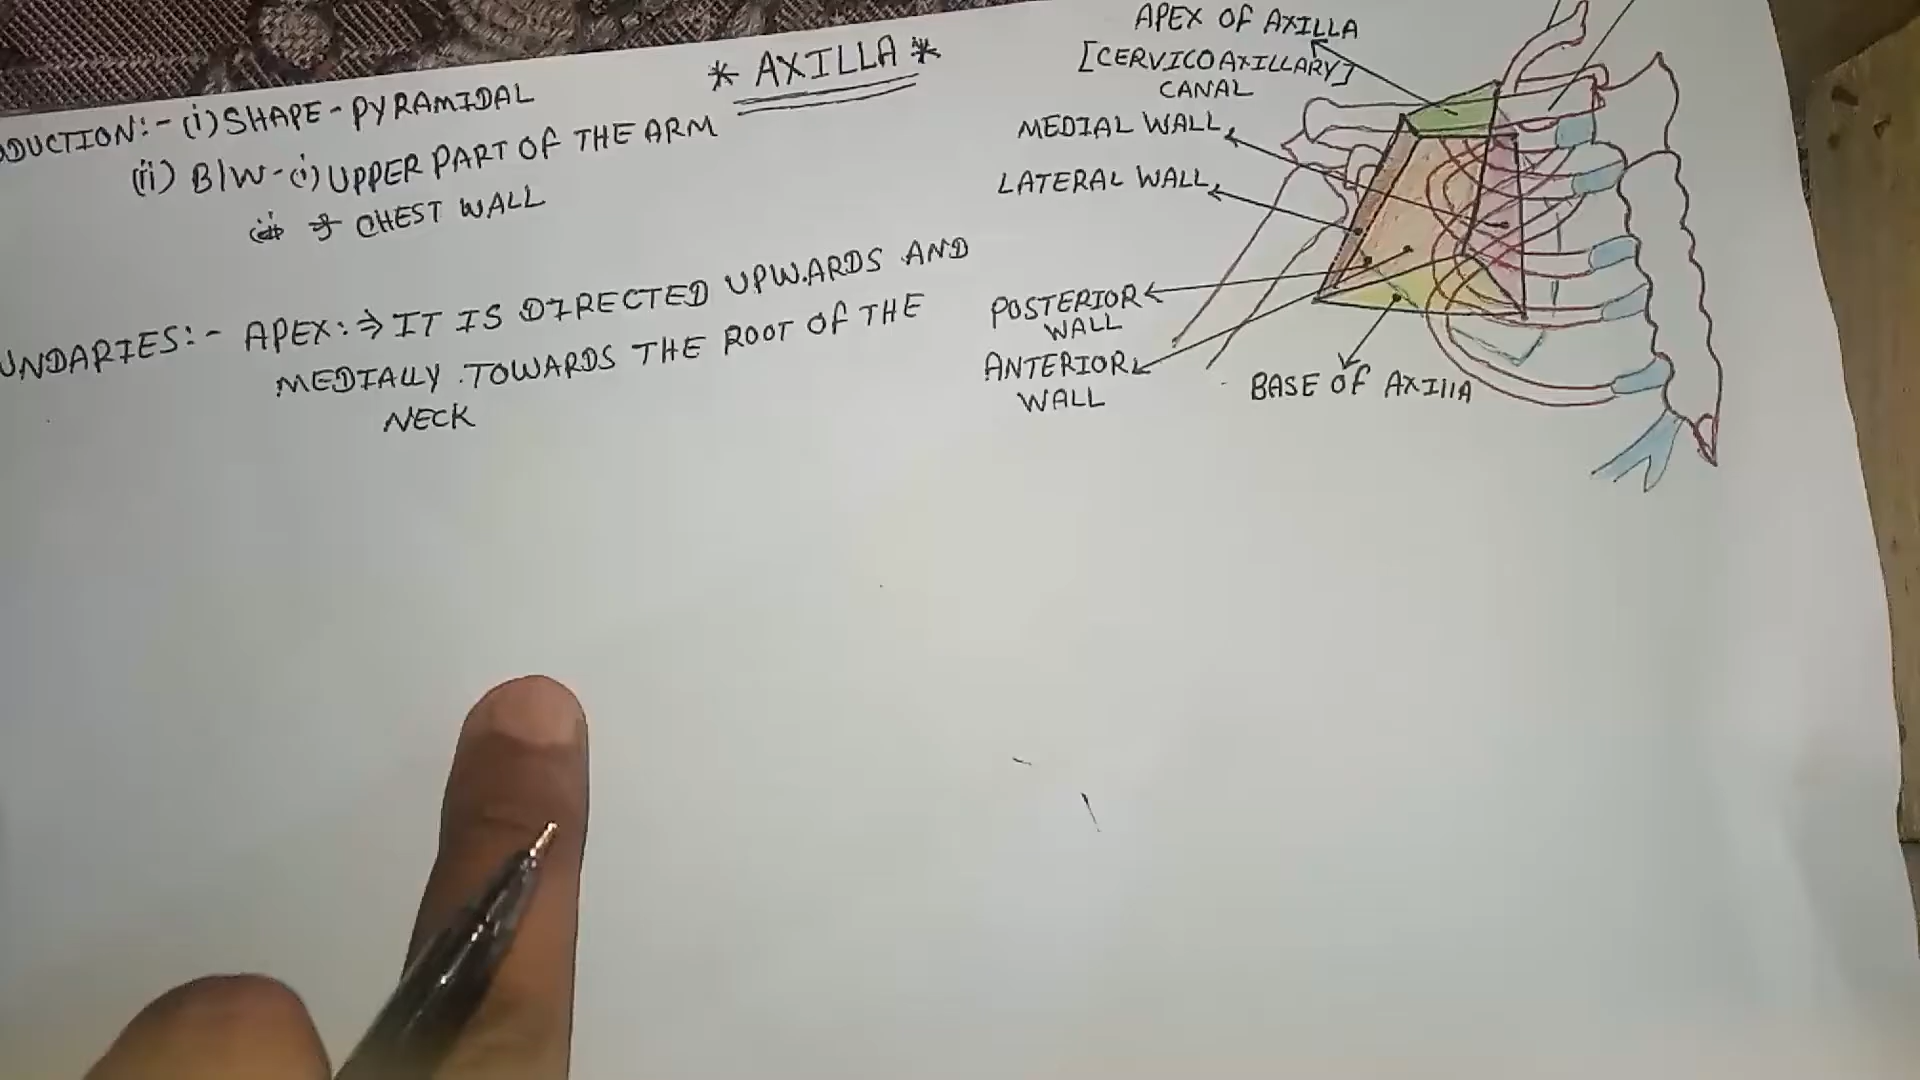 * AXILLA *
ODUCTION:- (i) SHAPE - PYRAMIDAL
(ii) B/W - (i) UPPER PART OF THE ARM
CHEST WALL
UNDARIES:- APEX:⇒ IT IS DIRECTED UPWARDS AND
MEDIALLY TOWARDS THE ROOT OF THE
NECK
APEX OF AXILLA
[CERVICOAXILLARY]
CANAL
MEDIAL WALL
LATERAL WALL
POSTERIOR
WALL
ANTERIOR
WALL
BASE OF AXIllA